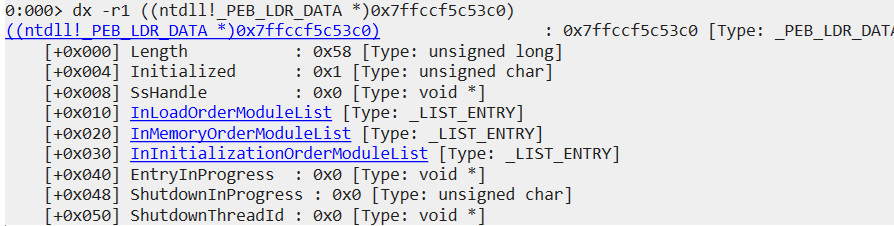 0:000> dx -r1 ((ntdll!_PEB_LDR_DATA *)0x7ffccf5c53c0)
((ntdll!_PEB_LDR_DATA *)0x7ffccf5c53c0) : 0x7ffccf5c53c0 [Type: _PEB_LDR_DATA
[+0x000] Length : 0x58 [Type: unsigned long]
[+0x004] Initialized : 0x1 [Type: unsigned char]
[+0x008] SsHandle : 0x0 [Type: void *]
[+0x010] InLoadOrderModuleList [Type: _LIST_ENTRY]
[+0x020] InMemoryOrderModuleList [Type: _LIST_ENTRY]
[+0x030] InInitializationOrderModuleList [Type: _LIST_ENTRY]
[+0x040] EntryInProgress : 0x0 [Type: void *]
[+0x048] ShutdownInProgress : 0x0 [Type: unsigned char]
[+0x050] ShutdownThreadId : 0x0 [Type: void *]